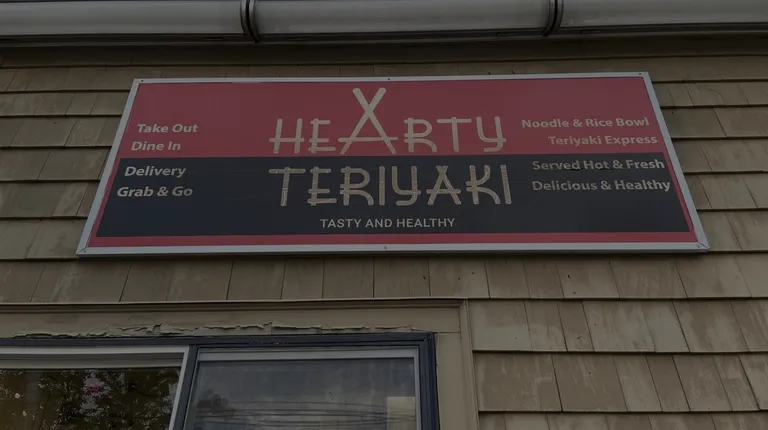 Take Out
Dine In
Delivery
Grab & Go
HEARTY
TERIYAKI
TASTY AND HEALTHY
Noodle & Rice Bowl
Teriyaki Express
Served Hot & Fresh
Delicious & Healthy